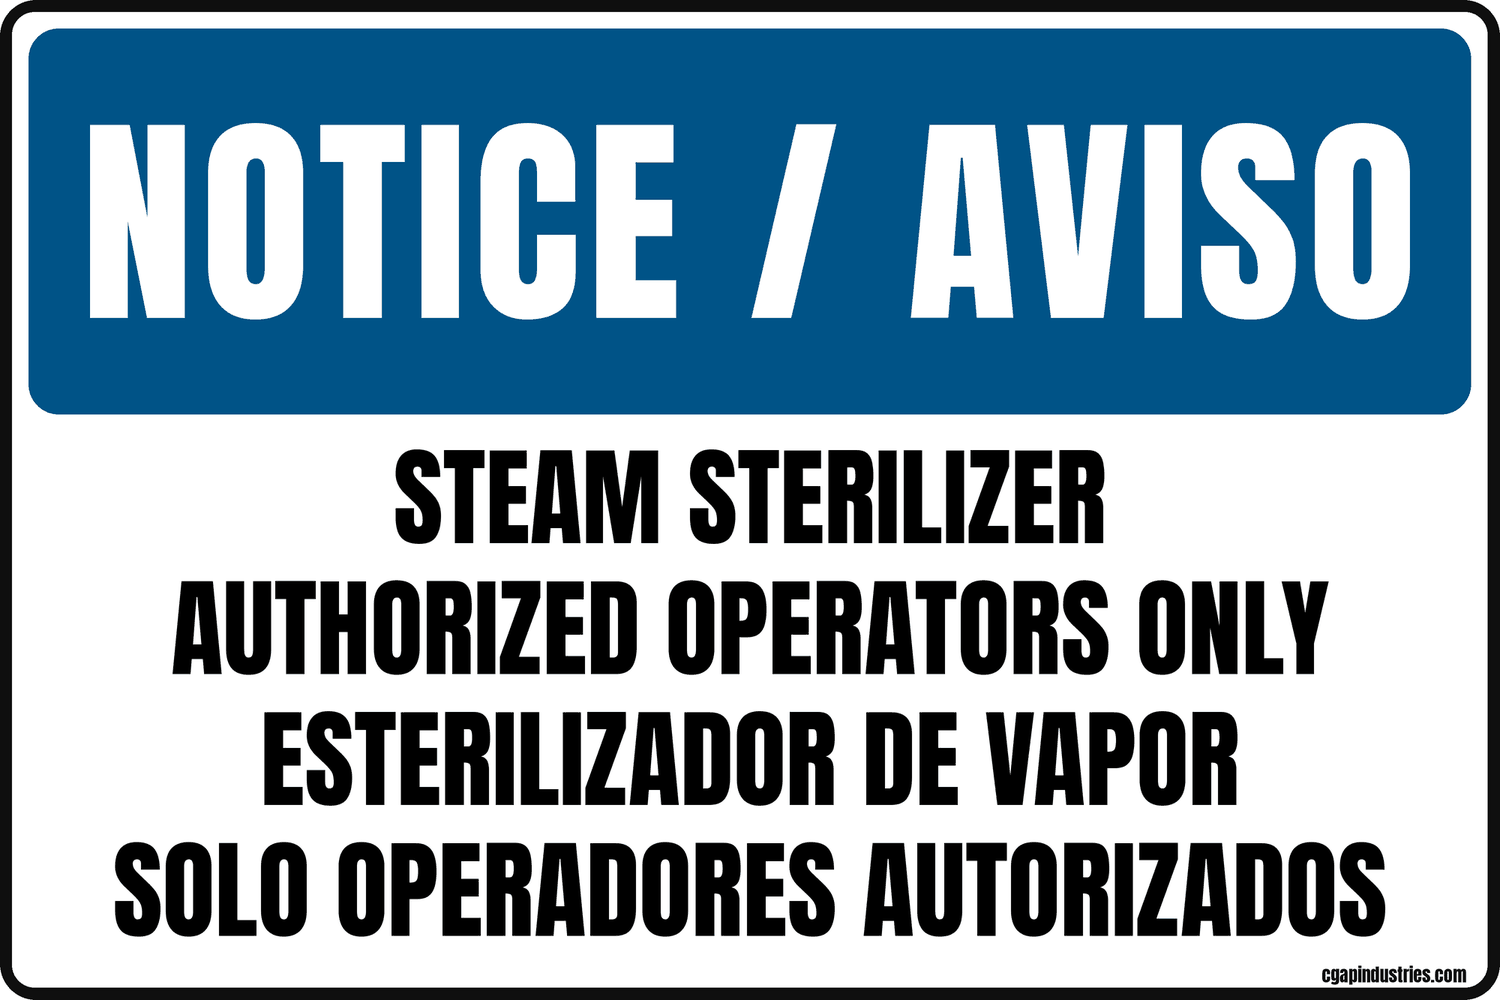 NOTICE / AVISO
STEAM STERILIZER
AUTHORIZED OPERATORS ONLY
ESTERILIZADOR DE VAPOR
SOLO OPERADORES AUTORIZADOS
cgapindustries.com